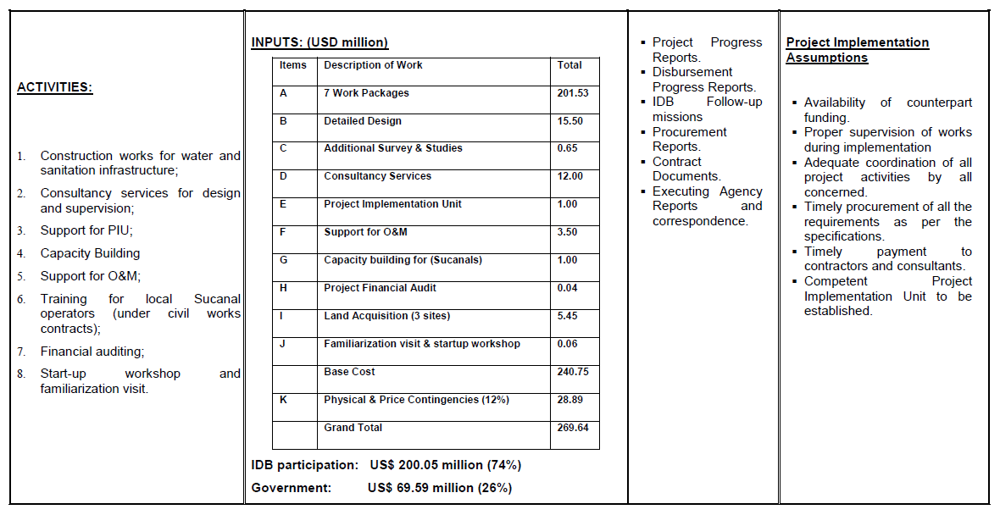 ACTIVITIES:
1. Construction works for water and
sanitation infrastructure;
2. Consultancy services for design
and supervision;
3. Support for PIU;
4. Capacity Building
5. Support for O&M;
6. Training for local Sucanal
operators (under civil works
contracts);
7. Financial auditing;
8. Start-up workshop and
familiarization visit.
INPUTS: (USD million)
Items Description of Work Total
A 7 Work Packages 201.53
B Detailed Design 15.50
C Additional Survey & Studies 0.65
D Consultancy Services 12.00
E Project Implementation Unit 1.00
F Support for O&M 3.50
G Capacity building for (Sucanals) 1.00
H Project Financial Audit 0.04
I Land Acquisition (3 sites) 5.45
J Familiarization visit & startup workshop 0.06
Base Cost 240.75
K Physical & Price Contingencies (12%) 28.89
Grand Total 269.64
IDB participation: US$ 200.05 million (74%)
Government: US$ 69.59 million (26%)
▪ Project Progress
Reports.
▪ Disbursement
Progress Reports.
▪ IDB Follow-up
missions
▪ Procurement
Reports.
▪ Contract
Documents.
▪ Executing Agency
Reports and
correspondence.
Project Implementation
Assumptions
▪ Availability of counterpart
funding.
▪ Proper supervision of works
during implementation
▪ Adequate coordination of all
project activities by all
concerned.
▪ Timely procurement of all the
requirements as per the
specifications.
▪ Timely payment to
contractors and consultants.
▪ Competent Project
Implementation Unit to be
established.